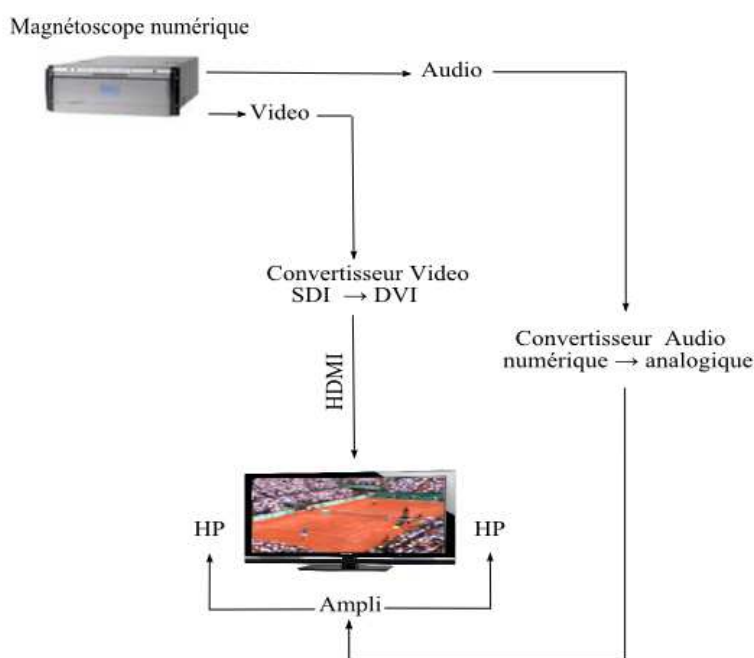 Magnétoscope numérique
Audio
Video
Convertisseur Video
SDI → DVI
Convertisseur Audio
numérique → analogique
HDMI
HP
HP
Ampli